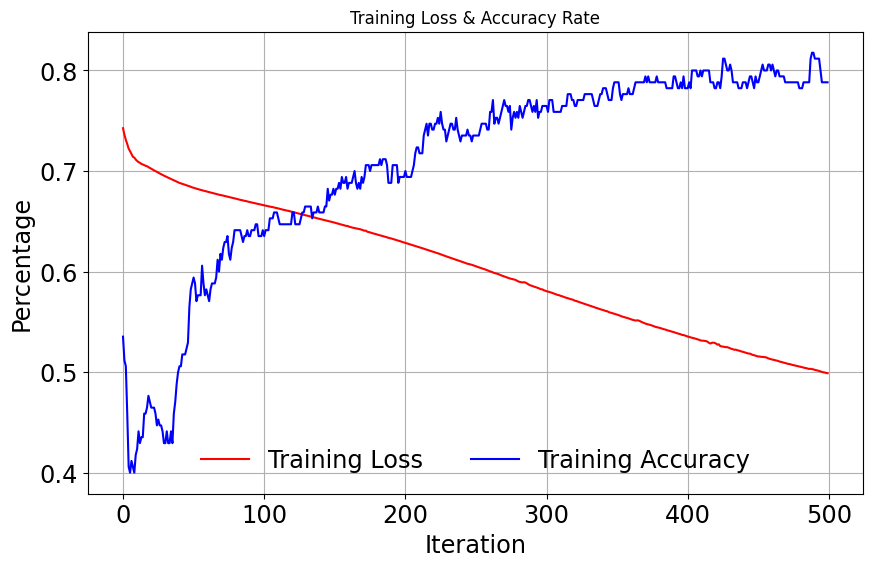 Training Loss & Accuracy Rate
Percentage
0.8
0.7
0.6
0.5
0.4
Training Loss
Training Accuracy
0 100 200 300 400 500
Iteration